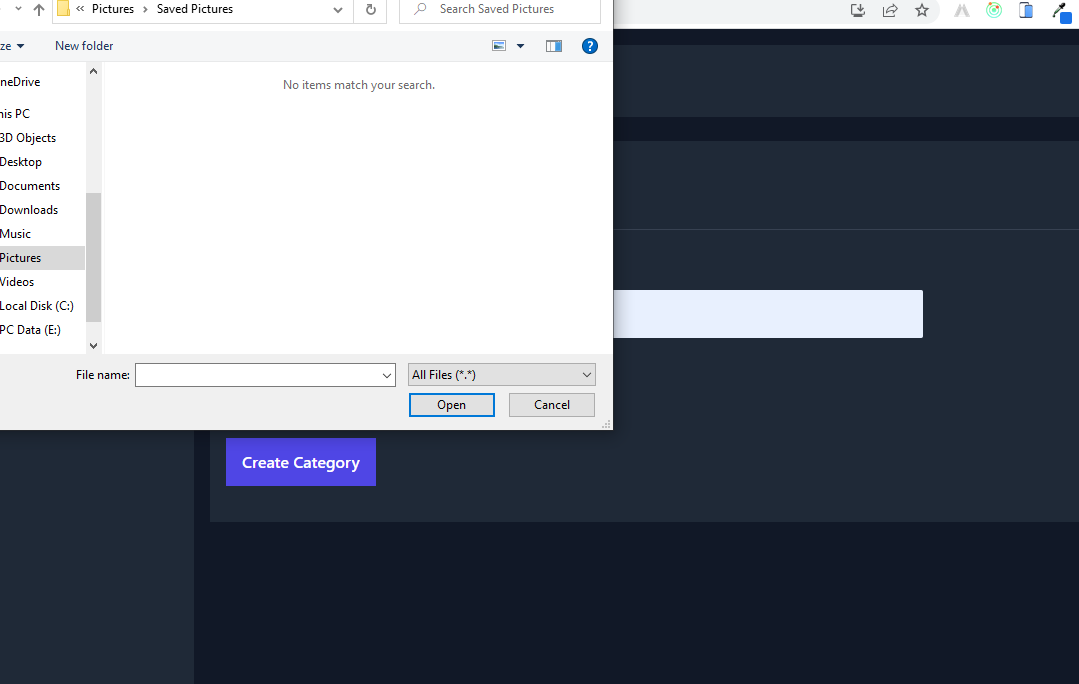 « Pictures › Saved Pictures
Search Saved Pictures
ze
New folder
?
neDrive
No items match your search.
his PC
3D Objects
Desktop
Documents
Downloads
Music
Pictures
Videos
Local Disk (C:)
PC Data (E:)
File name:
All Files (*.*)
Open
Cancel
Create Category